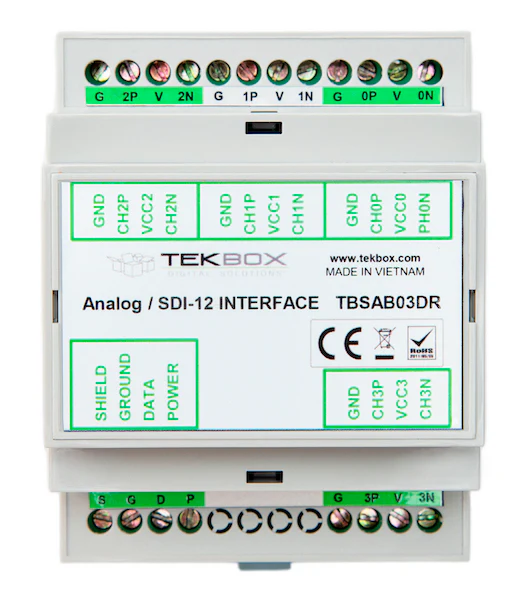 G 2P V 2N G 1P V 1N G 0P V 0N
GND CH2P VCC2 CH2N
GND CH1P VCC1 CH1N
GND CH0P VCC0 PH0N
TEKBOX
DIGITAL SOLUTIONS
www.tekbox.com
MADE IN VIETNAM
Analog / SDI-12 INTERFACE TBSAB03DR
CE
RoHS
SHIELD GROUND DATA POWER
GND CH3P VCC3 CH3N
S G D P G 3P V 3N